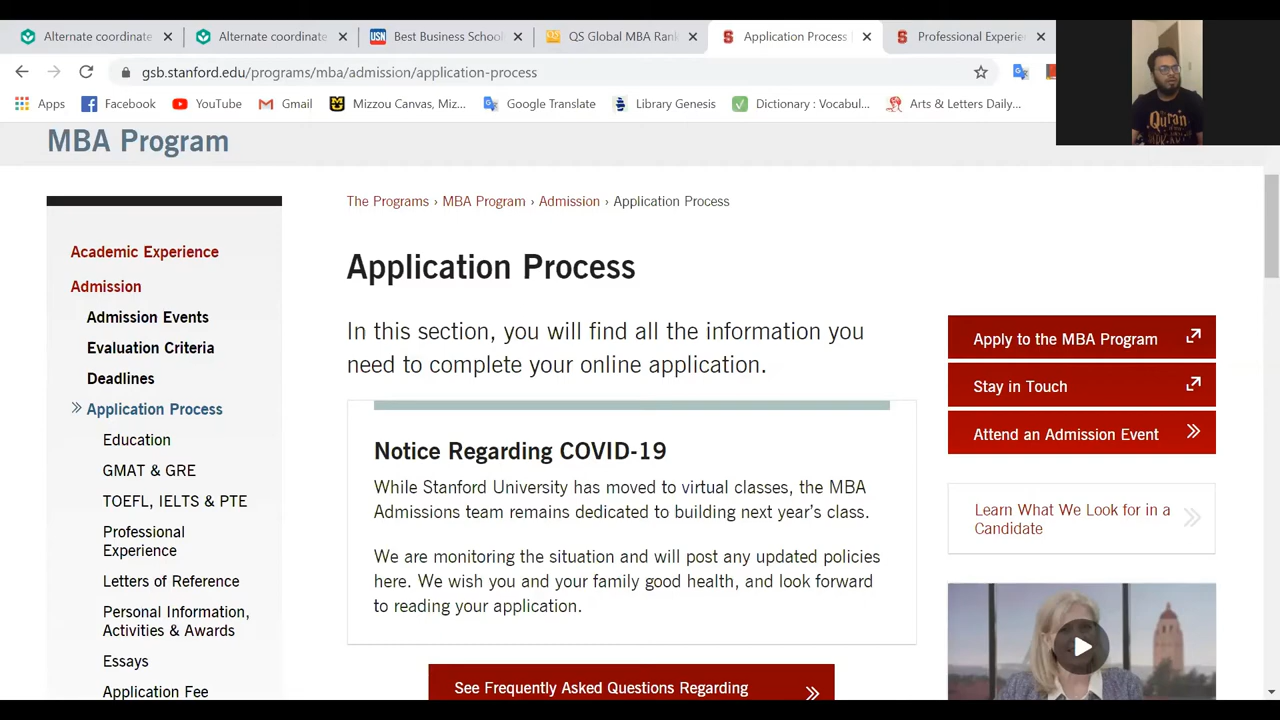 Alternate coordinate
Alternate coordinate
USN
Best Business School
QS Global MBA Rank
Application Process
Professional Experie
gsb.stanford.edu/programs/mba/admission/application-process
Apps
Facebook
YouTube
Gmail
Mizzou Canvas, Miz...
Google Translate
Library Genesis
Dictionary : Vocabul...
Arts & Letters Daily...
Quran
MBA Program
The Programs › MBA Program › Admission › Application Process
Academic Experience
Admission
Admission Events
Evaluation Criteria
Deadlines
Application Process
Education
GMAT & GRE
TOEFL, IELTS & PTE
Professional
Experience
Letters of Reference
Personal Information,
Activities & Awards
Essays
Application Fee
Application Process
In this section, you will find all the information you
need to complete your online application.
Notice Regarding COVID-19
While Stanford University has moved to virtual classes, the MBA
Admissions team remains dedicated to building next year's class.
We are monitoring the situation and will post any updated policies
here. We wish you and your family good health, and look forward
to reading your application.
See Frequently Asked Questions Regarding
Apply to the MBA Program
Stay in Touch
Attend an Admission Event
Learn What We Look for in a
Candidate